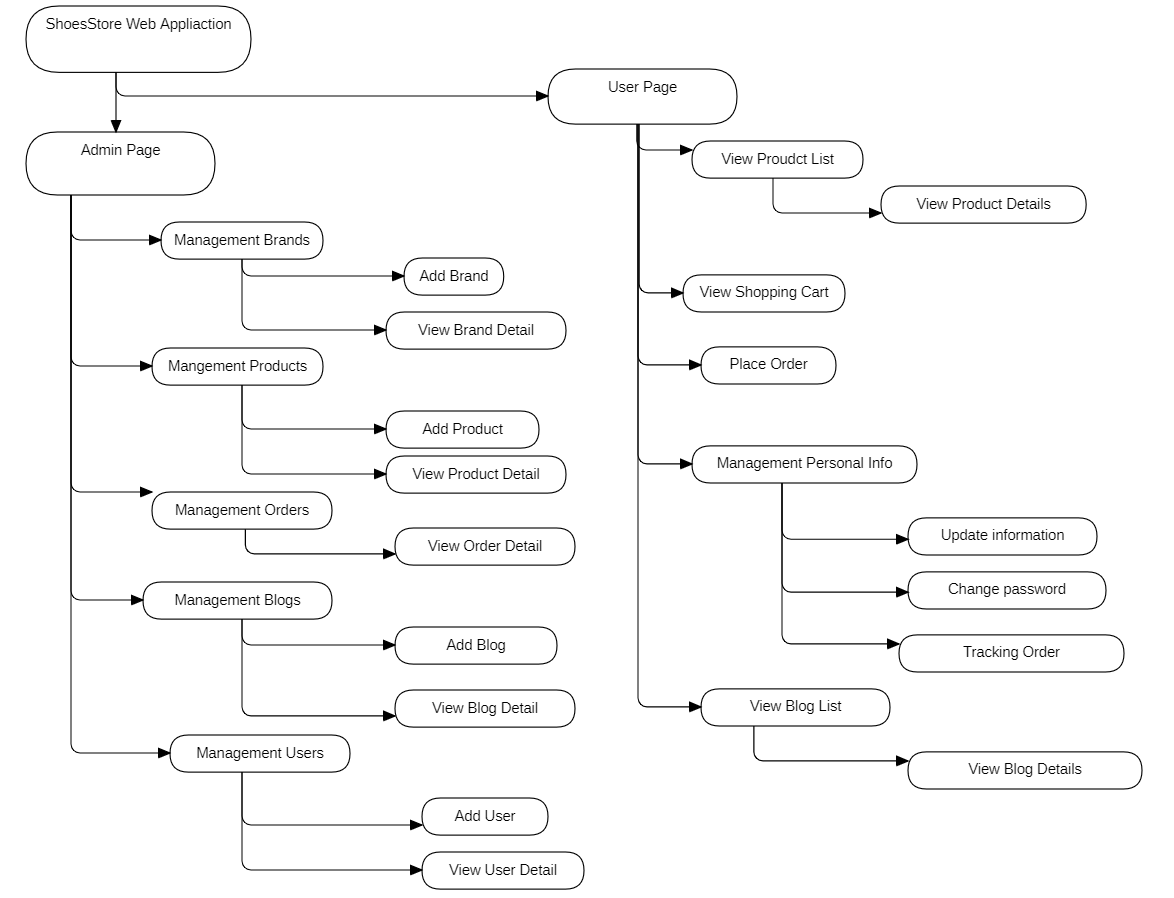 ShoesStore Web Appliaction
User Page
Admin Page
View Proudct List
View Product Details
Management Brands
Add Brand
View Brand Detail
Mangement Products
Add Product
View Product Detail
Management Orders
View Order Detail
Management Blogs
Add Blog
View Blog Detail
Management Users
Add User
View User Detail
View Shopping Cart
Place Order
Management Personal Info
Update information
Change password
Tracking Order
View Blog List
View Blog Details